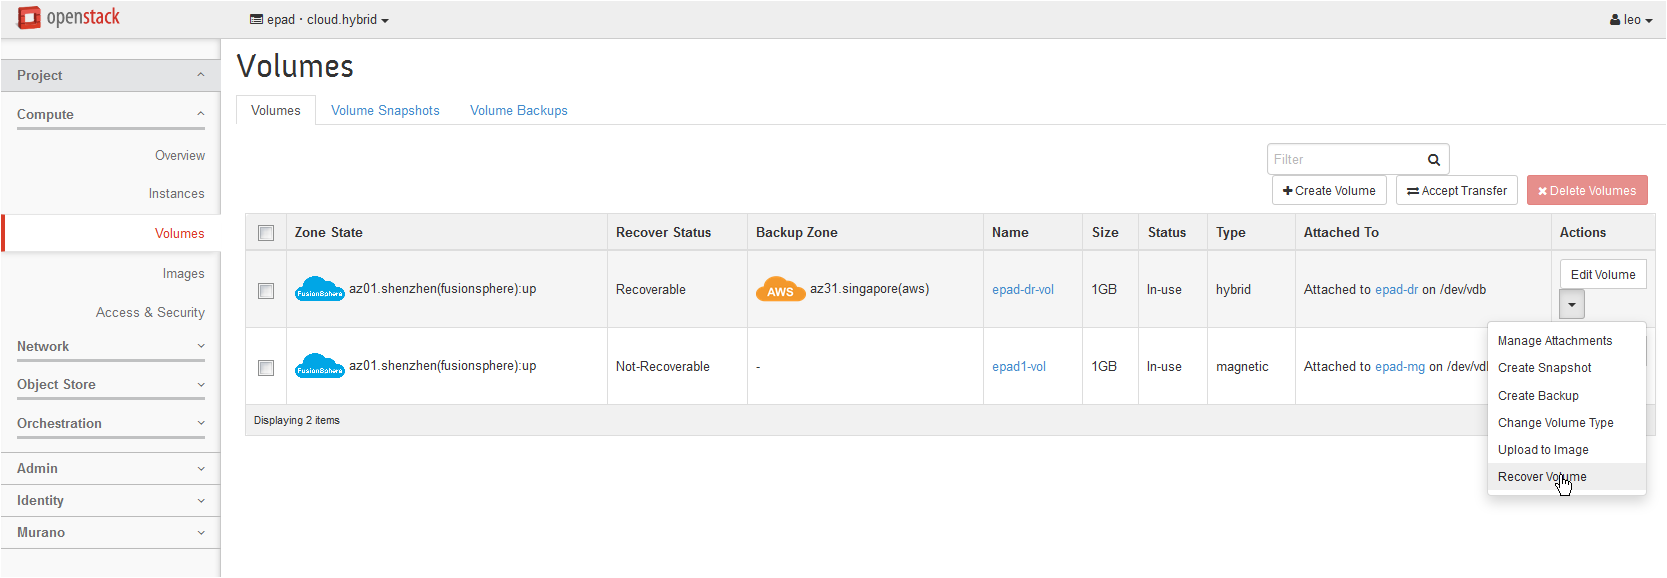 openstack
epad · cloud.hybrid
leo
Project
Compute
Overview
Instances
Volumes
Images
Access & Security
Network
Object Store
Orchestration
Admin
Identity
Murano
Volumes
Volumes Volume Snapshots Volume Backups
Filter
Create Volume Accept Transfer Delete Volumes
Zone State Recover Status Backup Zone Name Size Status Type Attached To Actions
FusionSphere az01.shenzhen(fusionsphere):up Recoverable AWS az31.singapore(aws) epad-dr-vol 1GB In-use hybrid Attached to epad-dr on /dev/vdb Edit Volume
FusionSphere az01.shenzhen(fusionsphere):up Not-Recoverable - epad1-vol 1GB In-use magnetic Attached to epad-mg on /dev/vdb
Displaying 2 items
Manage Attachments
Create Snapshot
Create Backup
Change Volume Type
Upload to Image
Recover Volume